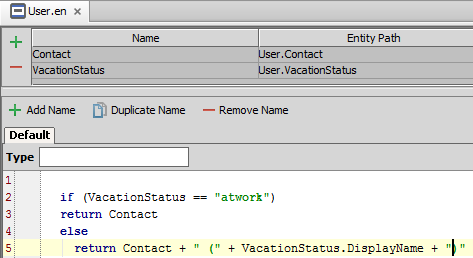 User.en
Name Entity Path
Contact User.Contact
VacationStatus User.VacationStatus
Add Name Duplicate Name Remove Name
Default
Type
1
2 if (VacationStatus == "atwork")
3 return Contact
4 else
5 return Contact + " (" + VacationStatus.DisplayName + ")"